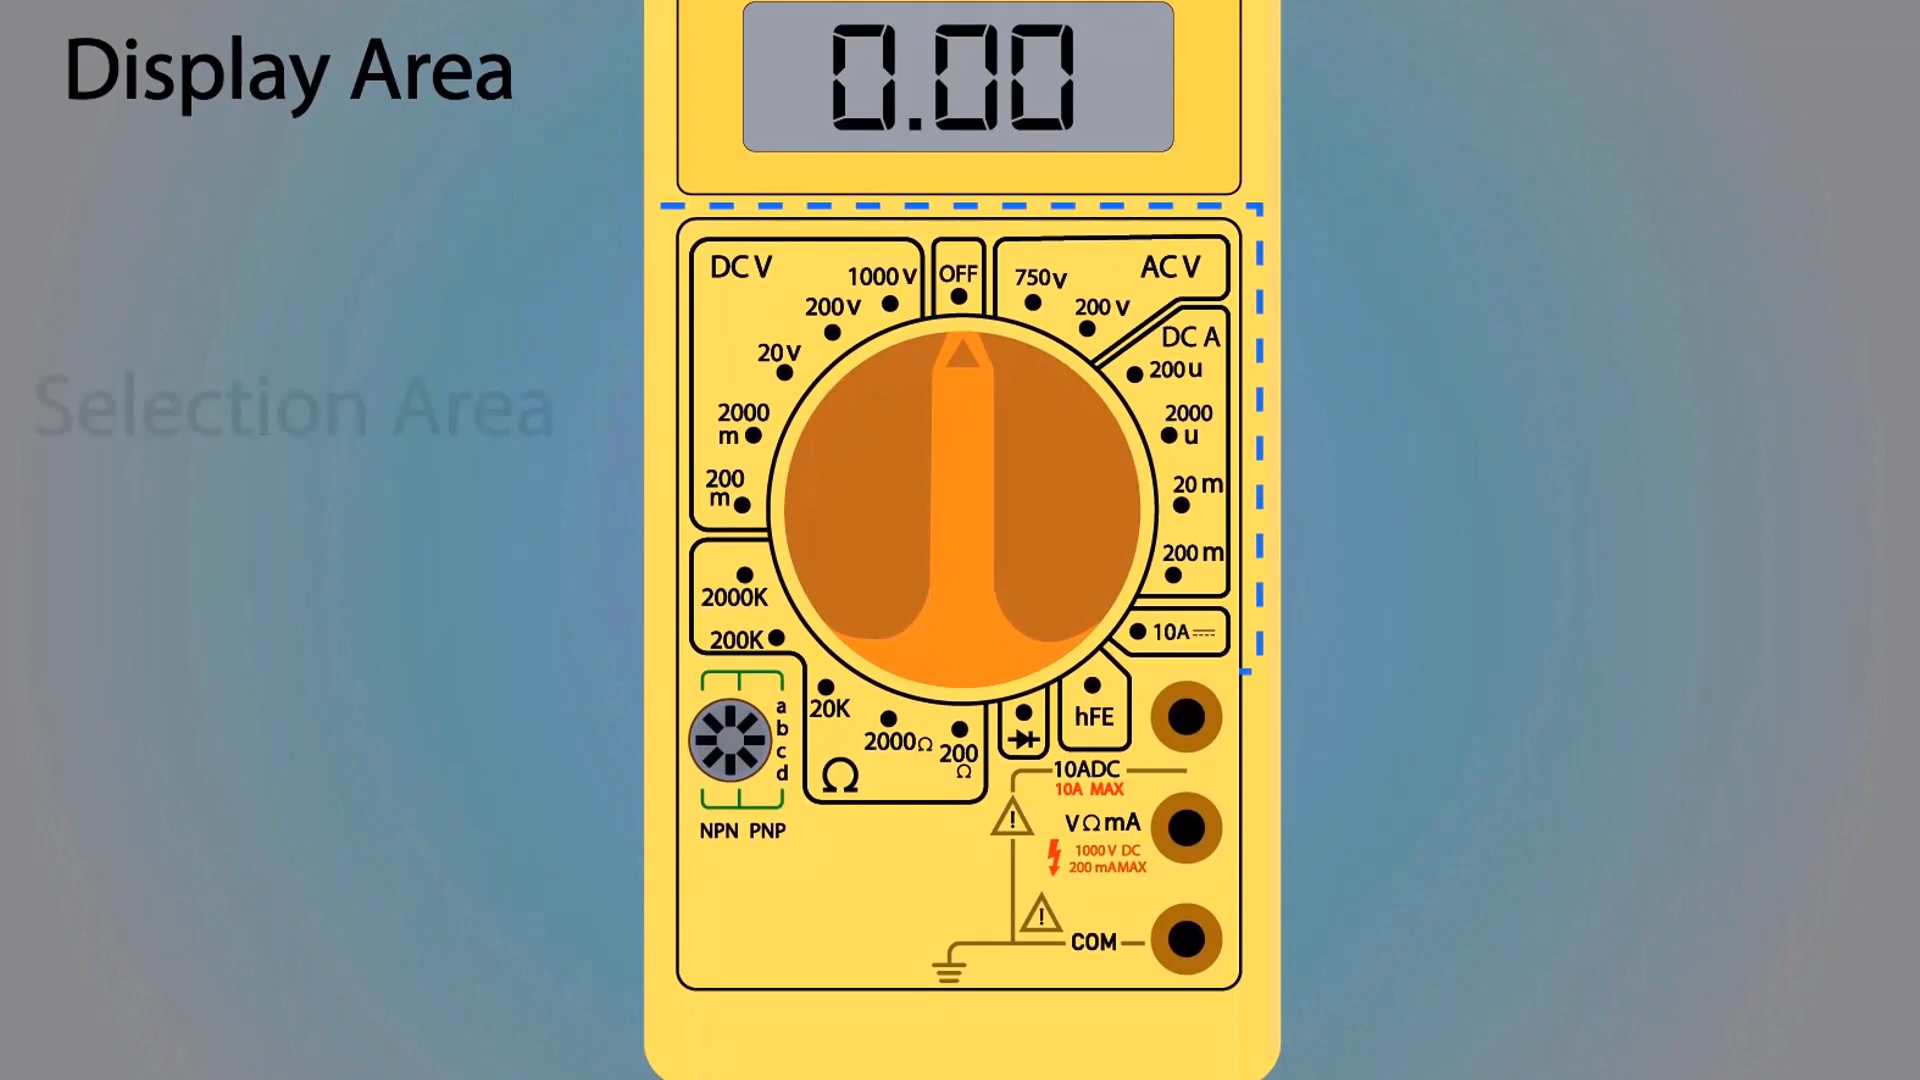 Display Area
0.00
Selection Area
DC V
1000 V
OFF
750 V
AC V
200 V
200 V
DC A
20 V
200 u
2000
m
2000
u
200
m
20 m
200 m
2000K
200K
10A
20K
2000Ω
200
Ω
Ω
hFE
a
b
c
d
NPN PNP
10ADC
10A MAX
! VΩmA
1000 V DC
200 mAMAX
!
COM